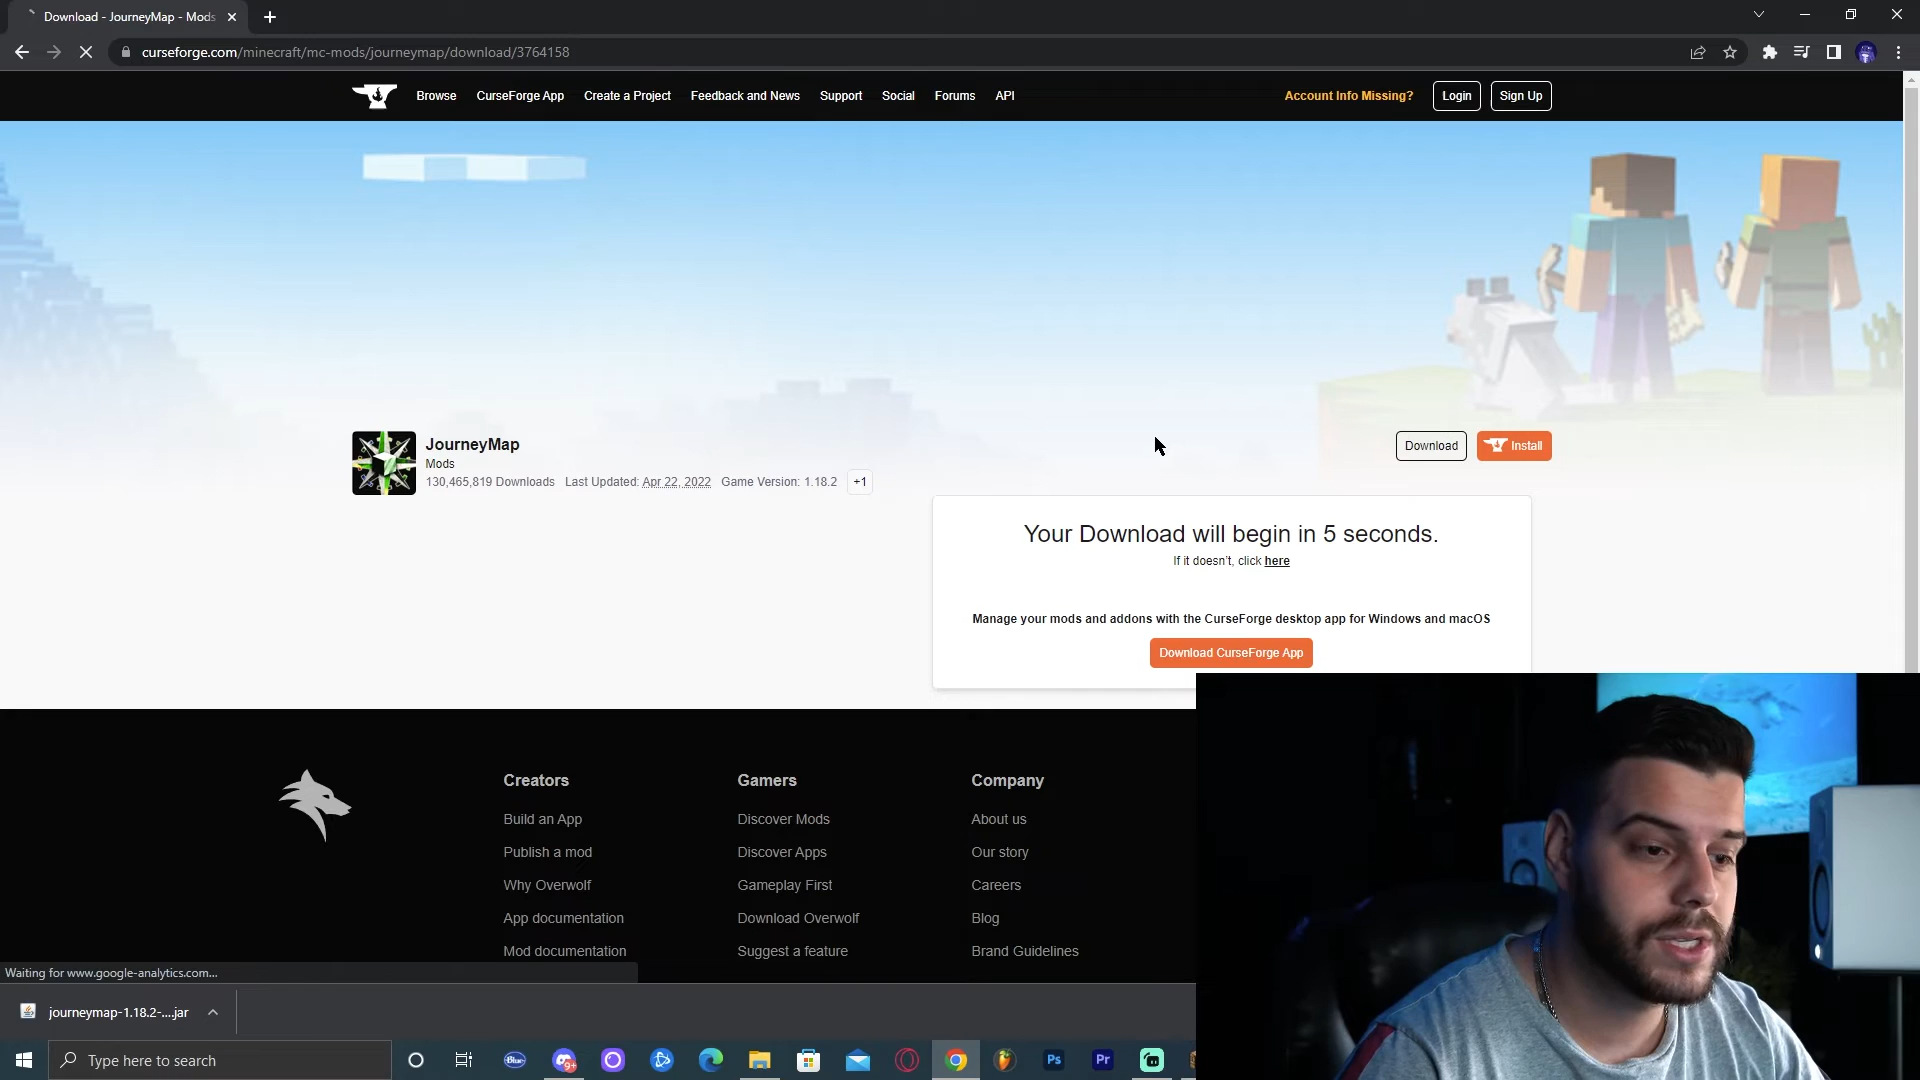 Download - JourneyMap - Mods
curseforge.com/minecraft/mc-mods/journeymap/download/3764158
Browse CurseForge App Create a Project Feedback and News Support Social Forums API Account Info Missing? Login Sign Up
JourneyMap
Mods
130,465,819 Downloads Last Updated: Apr 22, 2022 Game Version: 1.18.2 +1
Download Install
Your Download will begin in 5 seconds.
If it doesn't, click here
Manage your mods and addons with the CurseForge desktop app for Windows and macOS
Download CurseForge App
Creators
Build an App
Publish a mod
Why Overwolf
App documentation
Mod documentation
Gamers
Discover Mods
Discover Apps
Gameplay First
Download Overwolf
Suggest a feature
Company
About us
Our story
Careers
Blog
Brand Guidelines
Waiting for www.google-analytics.com...
journeymap-1.18.2-....jar
Type here to search
Blue
9+
Ps
Pr